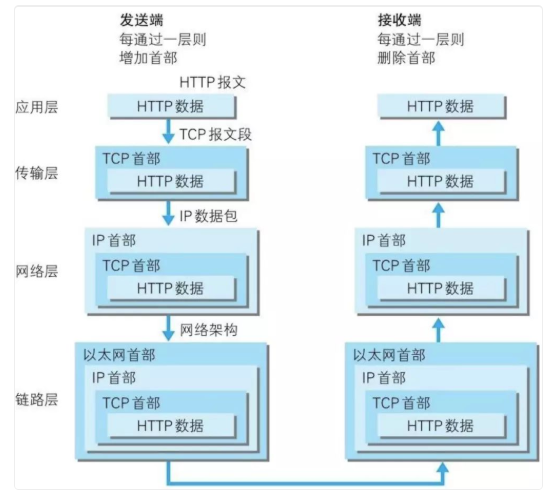 发送端
每通过一层则
增加首部
接收端
每通过一层则
删除首部
HTTP 报文
应用层
HTTP 数据
HTTP 数据
TCP 报文段
传输层
TCP 首部
HTTP 数据
TCP 首部
HTTP 数据
IP 数据包
网络层
IP 首部
TCP 首部
HTTP 数据
IP 首部
TCP 首部
HTTP 数据
网络架构
链路层
以太网首部
IP 首部
TCP 首部
HTTP 数据
以太网首部
IP 首部
TCP 首部
HTTP 数据